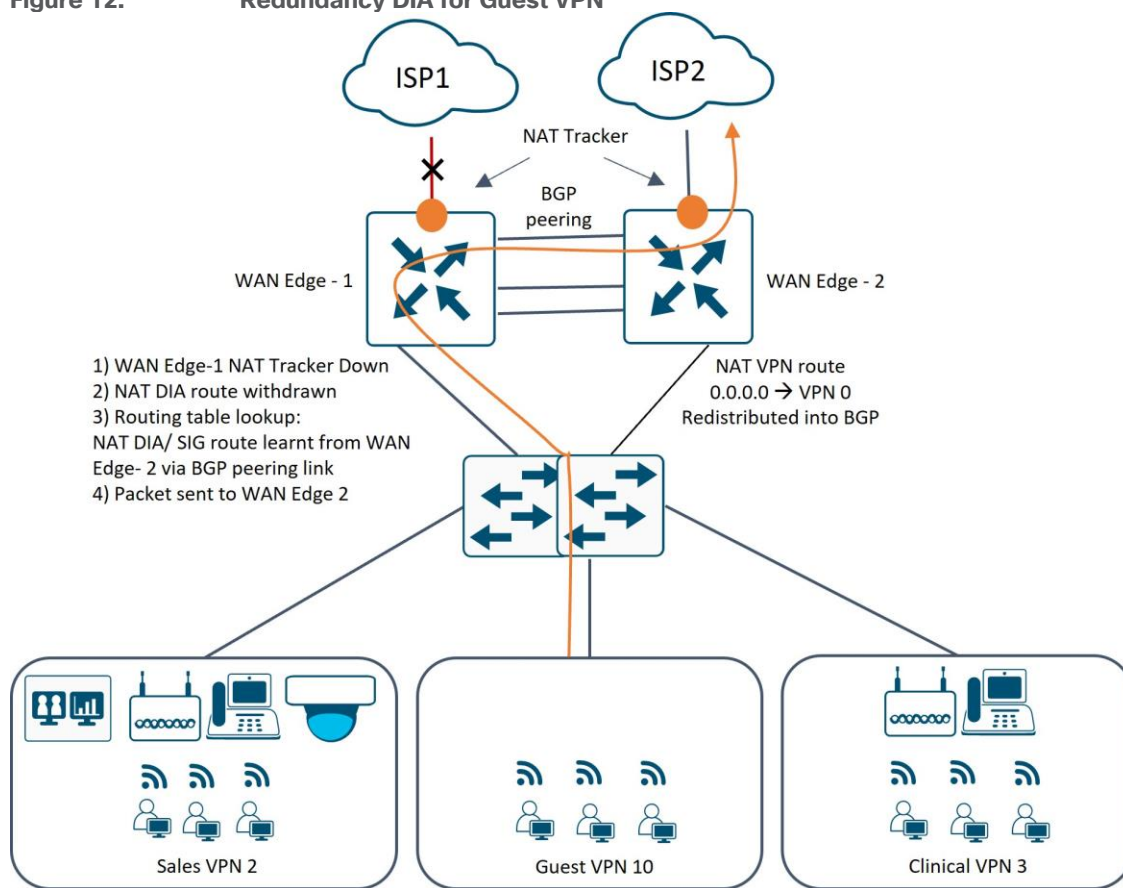 Figure 12. Redundancy DIA for Guest VPN
ISP1
ISP2
NAT Tracker
BGP
peering
WAN Edge - 1
WAN Edge - 2
1) WAN Edge-1 NAT Tracker Down
2) NAT DIA route withdrawn
3) Routing table lookup:
NAT DIA/ SIG route learnt from WAN
Edge- 2 via BGP peering link
4) Packet sent to WAN Edge 2
NAT VPN route
0.0.0.0 → VPN 0
Redistributed into BGP
Sales VPN 2
Guest VPN 10
Clinical VPN 3